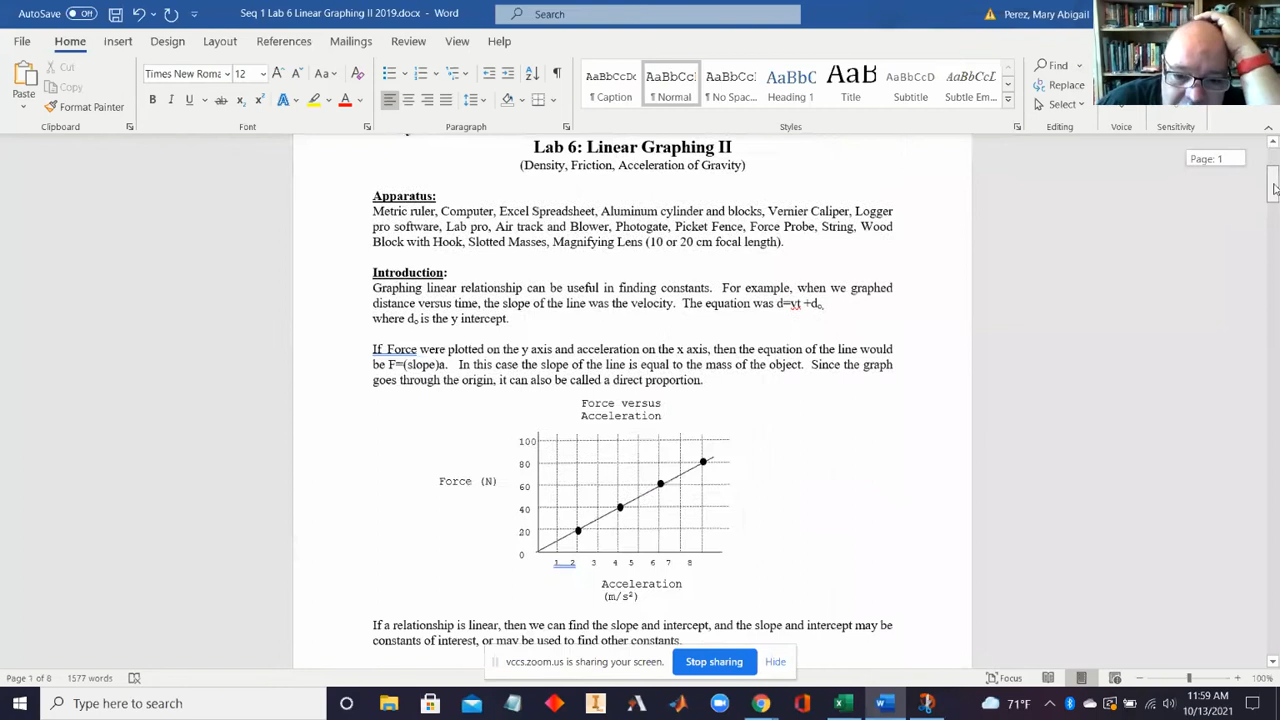 AutoSave Off Seq 1 Lab 6 Linear Graphing II 2019.docx - Word Search Perez, Mary Abigail
File Home Insert Design Layout References Mailings Review View Help
Cut
Copy
Format Painter
Paste
Times New Roma 12
AaBbCcDc AaBbCcI AaBbCcDc AaBbCc AaB AaBbCcD AaBbCcD
¶ Caption ¶ Normal ¶ No Spac... Heading 1 Title Subtitle Subtle Em...
Find
Replace
Select
Clipboard Font Paragraph Styles Editing Voice Sensitivity
Page: 1
Lab 6: Linear Graphing II
(Density, Friction, Acceleration of Gravity)
Apparatus:
Metric ruler, Computer, Excel Spreadsheet, Aluminum cylinder and blocks, Vernier Caliper, Logger
pro software, Lab pro, Air track and Blower, Photogate, Picket Fence, Force Probe, String, Wood
Block with Hook, Slotted Masses, Magnifying Lens (10 or 20 cm focal length).
Introduction:
Graphing linear relationship can be useful in finding constants. For example, when we graphed
distance versus time, the slope of the line was the velocity. The equation was d=vt +do,
where do is the y intercept.
If Force were plotted on the y axis and acceleration on the x axis, then the equation of the line would
be F=(slope)a. In this case the slope of the line is equal to the mass of the object. Since the graph
goes through the origin, it can also be called a direct proportion.
Force versus
Acceleration
100
80
60
40
20
0
Force (N)
1 2 3 4 5 6 7 8
Acceleration
(m/s²)
If a relationship is linear, then we can find the slope and intercept, and the slope and intercept may be
constants of interest, or may be used to find other constants.
vccs.zoom.us is sharing your screen. Stop sharing Hide
Page 1 of 8 1577 words Focus 100%
Type here to search 71°F 11:59 AM
10/13/2021